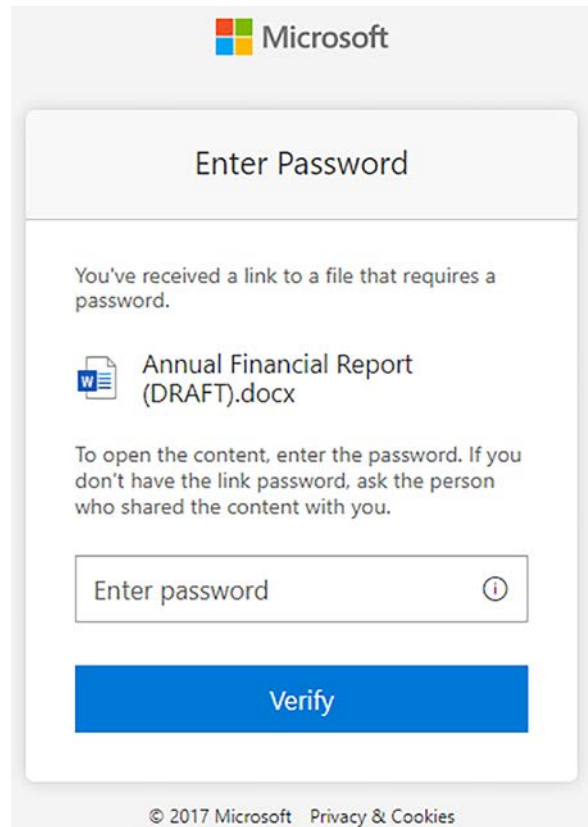 Microsoft
Enter Password
You've received a link to a file that requires a
password.
Annual Financial Report
(DRAFT).docx
To open the content, enter the password. If you
don't have the link password, ask the person
who shared the content with you.
Enter password
Verify
© 2017 Microsoft Privacy & Cookies